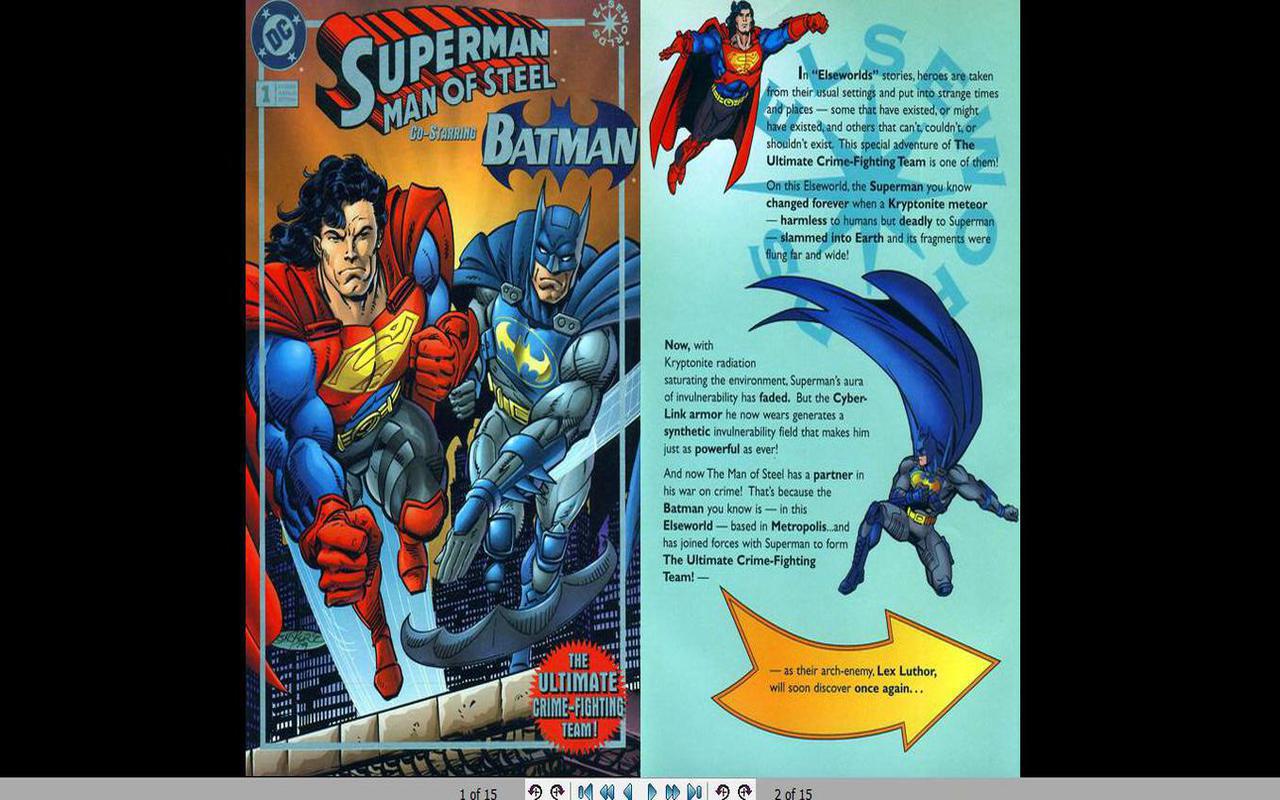 DC
SUPERMAN
MAN OF STEEL
CO-STARRING
BATMAN
ELSEWORLDS
1
THE
ULTIMATE
CRIME-FIGHTING
TEAM!
ELSEWORLDS
In “Elseworlds” stories, heroes are taken
from their usual settings and put into strange times
and places — some that have existed, or might
have existed, and others that can't, couldn't, or
shouldn't exist. This special adventure of The
Ultimate Crime-Fighting Team is one of them!
On this Elseworld, the Superman you know
changed forever when a Kryptonite meteor
— harmless to humans but deadly to Superman
— slammed into Earth and its fragments were
flung far and wide!
Now, with
Kryptonite radiation
saturating the environment, Superman's aura
of invulnerability has faded. But the Cyber-
Link armor he now wears generates a
synthetic invulnerability field that makes him
just as powerful as ever!
And now The Man of Steel has a partner in
his war on crime! That's because the
Batman you know is — in this
Elseworld — based in Metropolis...and
has joined forces with Superman to form
The Ultimate Crime-Fighting
Team! —
— as their arch-enemy, Lex Luthor,
will soon discover once again...
1 of 15
2 of 15